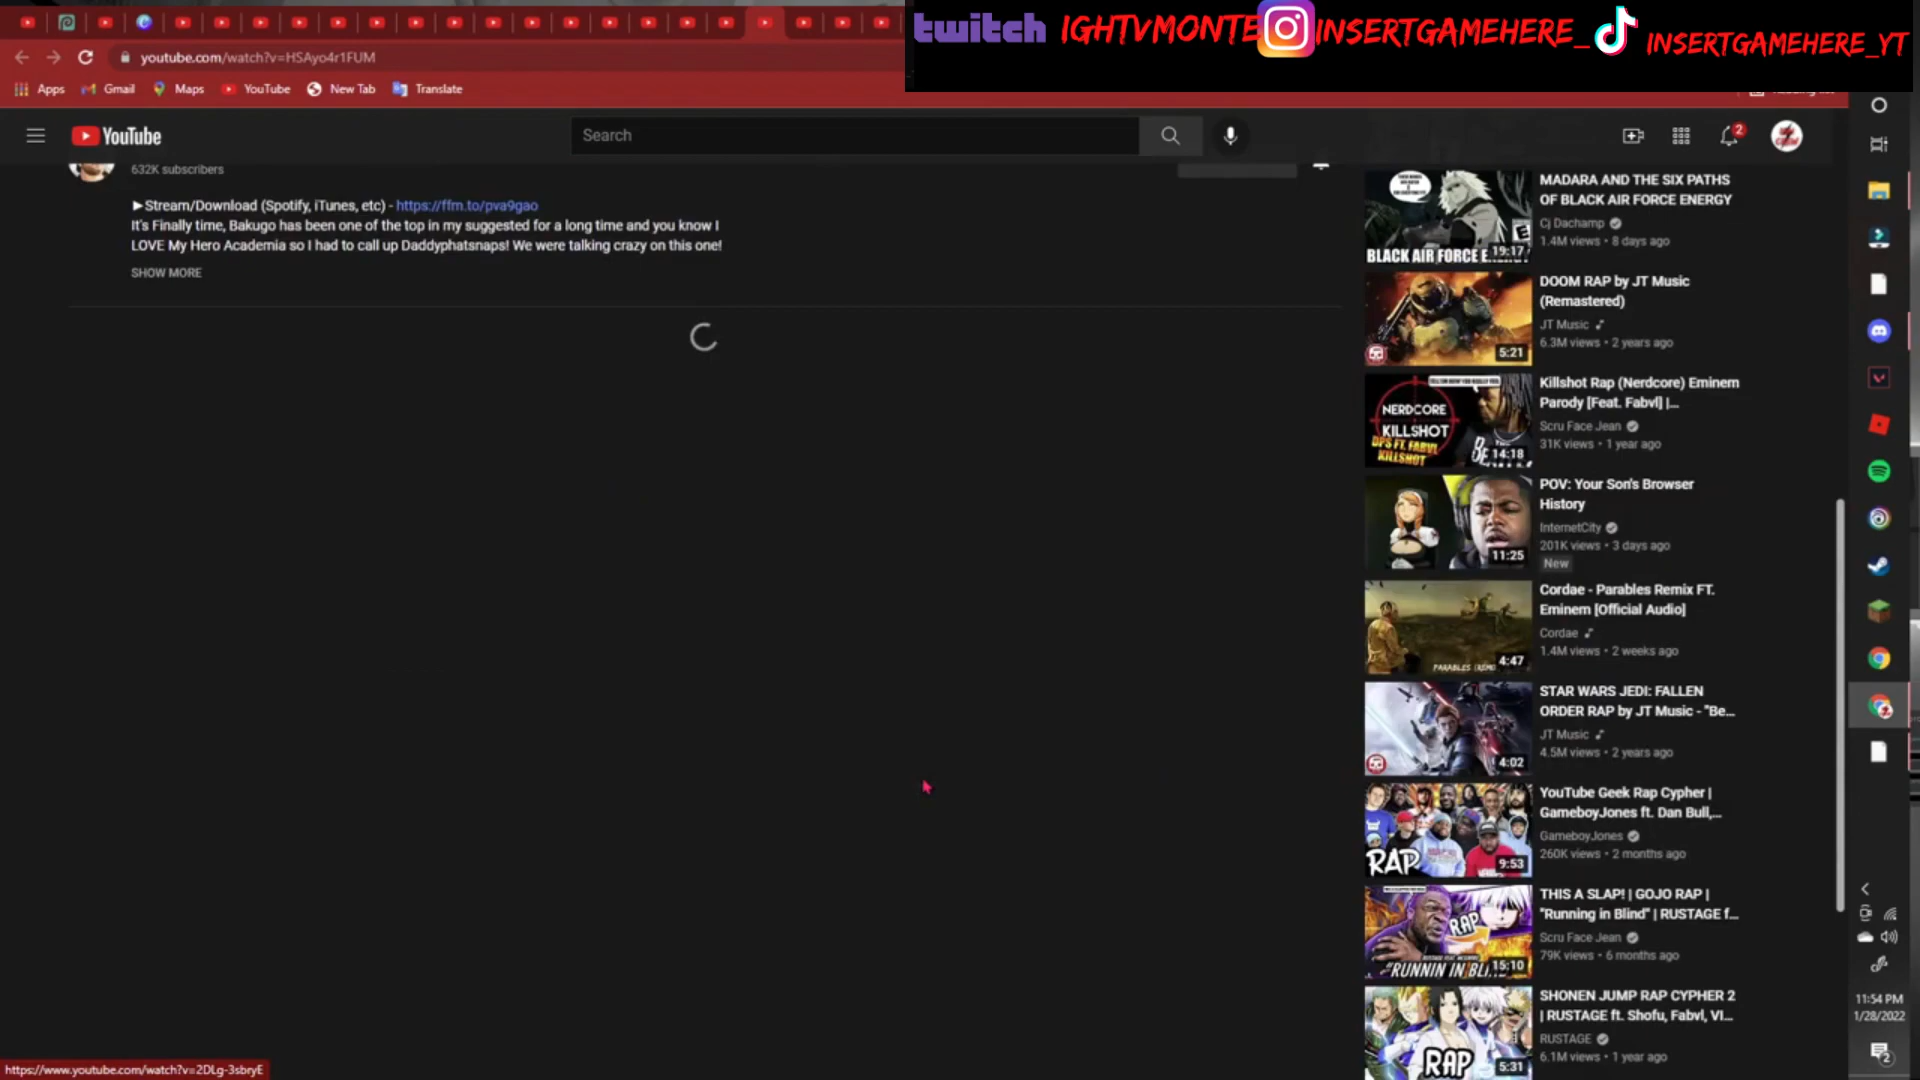 twitch IGHTVMONTE INSERTGAMEHERE_ INSERTGAMEHERE_YT
youtube.com/watch?v=HSAyo4r1FUM
Apps Gmail Maps YouTube New Tab Translate
YouTube
Search
2
632K subscribers
►Stream/Download (Spotify, iTunes, etc) - https://ffm.to/pva9gao
It's Finally time, Bakugo has been one of the top in my suggested for a long time and you know I
LOVE My Hero Academia so I had to call up Daddyphatsnaps! We were talking crazy on this one!
SHOW MORE
BLACK AIR FORCE
19:17
MADARA AND THE SIX PATHS
OF BLACK AIR FORCE ENERGY
Cj Dachamp
1.4M views • 8 days ago
5:21
DOOM RAP by JT Music
(Remastered)
JT Music
6.3M views • 2 years ago
NERDCORE
KILLSHOT
DPS FT. FABVL
KILLSHOT
14:18
Killshot Rap (Nerdcore) Eminem
Parody [Feat. Fabvl] |...
Scru Face Jean
31K views • 1 year ago
11:25
POV: Your Son's Browser
History
InternetCity
201K views • 3 days ago
New
PARABLES (REMI
4:47
Cordae - Parables Remix FT.
Eminem [Official Audio]
Cordae
1.4M views • 2 weeks ago
4:02
STAR WARS JEDI: FALLEN
ORDER RAP by JT Music - "Be...
JT Music
4.5M views • 2 years ago
RAP
9:53
YouTube Geek Rap Cypher |
GameboyJones ft. Dan Bull,...
GameboyJones
260K views • 2 months ago
RAP
"RUNNIN IN BLI
15:10
THIS A SLAP! | GOJO RAP |
"Running in Blind" | RUSTAGE f...
Scru Face Jean
79K views • 6 months ago
RAP
5:31
SHONEN JUMP RAP CYPHER 2
| RUSTAGE ft. Shofu, Fabvl, VI...
RUSTAGE
6.1M views • 1 year ago
11:54 PM
1/28/2022
2
https://www.youtube.com/watch?v=2DLg-3sbryE